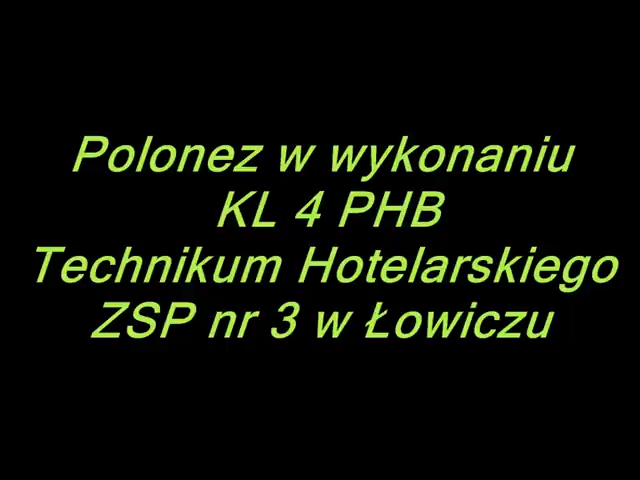 Polonez w wykonaniu
KL 4 PHB
Technikum Hotelarskiego
ZSP nr 3 w Łowiczu